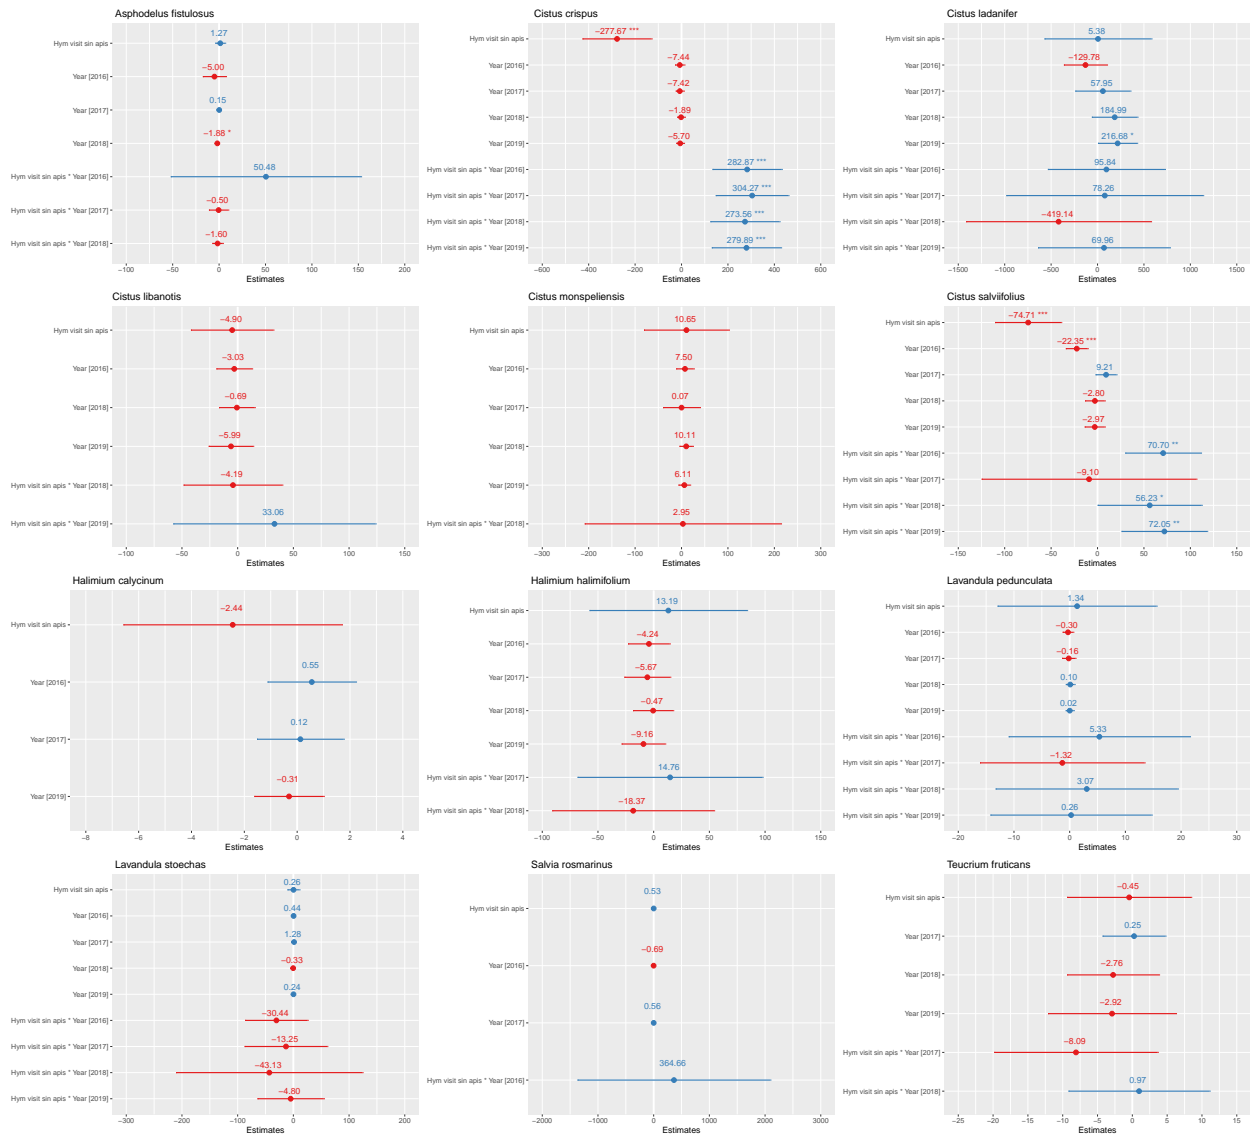 Asphodelus fistulosus
Hym visit sin apis
1.27
Year [2016]
−5.00
Year [2017]
0.15
Year [2018]
−1.88 *
Hym visit sin apis * Year [2016]
50.48
Hym visit sin apis * Year [2017]
−0.50
Hym visit sin apis * Year [2018]
−1.60
−100 −50 0 50 100 150 200
Estimates
Cistus crispus
Hym visit sin apis
−277.67 ***
Year [2016]
−7.44
Year [2017]
−7.42
Year [2018]
−1.89
Year [2019]
−5.70
Hym visit sin apis * Year [2016]
282.87 ***
Hym visit sin apis * Year [2017]
304.27 ***
Hym visit sin apis * Year [2018]
273.56 ***
Hym visit sin apis * Year [2019]
279.89 ***
−600 −400 −200 0 200 400 600
Estimates
Cistus ladanifer
Hym visit sin apis
5.38
Year [2016]
−129.78
Year [2017]
57.95
Year [2018]
184.99
Year [2019]
216.68 *
Hym visit sin apis * Year [2016]
95.84
Hym visit sin apis * Year [2017]
78.26
Hym visit sin apis * Year [2018]
−419.14
Hym visit sin apis * Year [2019]
69.96
−1500 −1000 −500 0 500 1000 1500
Estimates
Cistus libanotis
Hym visit sin apis
−4.90
Year [2016]
−3.03
Year [2018]
−0.69
Year [2019]
−5.99
Hym visit sin apis * Year [2018]
−4.19
Hym visit sin apis * Year [2019]
33.06
−100 −50 0 50 100 150
Estimates
Cistus monspeliensis
Hym visit sin apis
10.65
Year [2016]
7.50
Year [2017]
0.07
Year [2018]
10.11
Year [2019]
6.11
Hym visit sin apis * Year [2018]
2.95
−300 −200 −100 0 100 200 300
Estimates
Cistus salviifolius
Hym visit sin apis
−74.71 ***
Year [2016]
−22.35 ***
Year [2017]
9.21
Year [2018]
−2.80
Year [2019]
−2.97
Hym visit sin apis * Year [2016]
70.70 **
Hym visit sin apis * Year [2017]
−9.10
Hym visit sin apis * Year [2018]
56.23 *
Hym visit sin apis * Year [2019]
72.05 **
−150 −100 −50 0 50 100 150
Estimates
Halimium calycinum
Hym visit sin apis
−2.44
Year [2016]
0.55
Year [2017]
0.12
Year [2019]
−0.31
−8 −6 −4 −2 0 2 4
Estimates
Halimium halimifolium
Hym visit sin apis
13.19
Year [2016]
−4.24
Year [2017]
−5.67
Year [2018]
−0.47
Year [2019]
−9.16
Hym visit sin apis * Year [2017]
14.76
Hym visit sin apis * Year [2018]
−18.37
−100 −50 0 50 100 150
Estimates
Lavandula pedunculata
Hym visit sin apis
1.34
Year [2016]
−0.30
Year [2017]
−0.16
Year [2018]
0.10
Year [2019]
0.02
Hym visit sin apis * Year [2016]
5.33
Hym visit sin apis * Year [2017]
−1.32
Hym visit sin apis * Year [2018]
3.07
Hym visit sin apis * Year [2019]
0.26
−20 −10 0 10 20 30
Estimates
Lavandula stoechas
Hym visit sin apis
0.26
Year [2016]
0.44
Year [2017]
1.28
Year [2018]
−0.33
Year [2019]
0.24
Hym visit sin apis * Year [2016]
−30.44
Hym visit sin apis * Year [2017]
−13.25
Hym visit sin apis * Year [2018]
−43.13
Hym visit sin apis * Year [2019]
−4.80
−300 −200 −100 0 100 200
Estimates
Salvia rosmarinus
Hym visit sin apis
0.53
Year [2016]
−0.69
Year [2017]
0.56
Hym visit sin apis * Year [2016]
364.66
−2000 −1000 0 1000 2000 3000
Estimates
Teucrium fruticans
Hym visit sin apis
−0.45
Year [2017]
0.25
Year [2018]
−2.76
Year [2019]
−2.92
Hym visit sin apis * Year [2017]
−8.09
Hym visit sin apis * Year [2018]
0.97
−25 −20 −15 −10 −5 0 5 10 15
Estimates